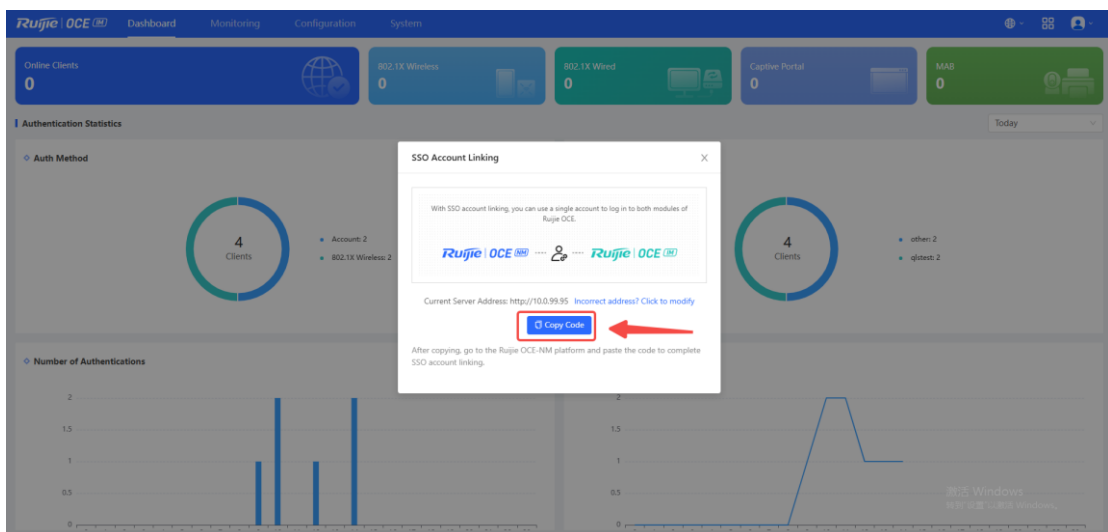 Ruijie | OCE IM Dashboard Monitoring Configuration System
Online Clients
0
802.1X Wireless
0
802.1X Wired
0
Captive Portal
0
MAB
0
Authentication Statistics
Today
Auth Method
4
Clients
Account: 2
802.1X Wireless: 2
4
Clients
other: 2
qlstest: 2
SSO Account Linking
With SSO account linking, you can use a single account to log in to both modules of
Ruijie OCE.
Ruijie | OCE NM
Ruijie | OCE IM
Current Server Address: http://10.0.99.95 Incorrect address? Click to modify
Copy Code
After copying, go to the Ruijie OCE-NM platform and paste the code to complete
SSO account linking.
Number of Authentications
2
1.5
1
0.5
0
2
1.5
1
0.5
0
激活 Windows